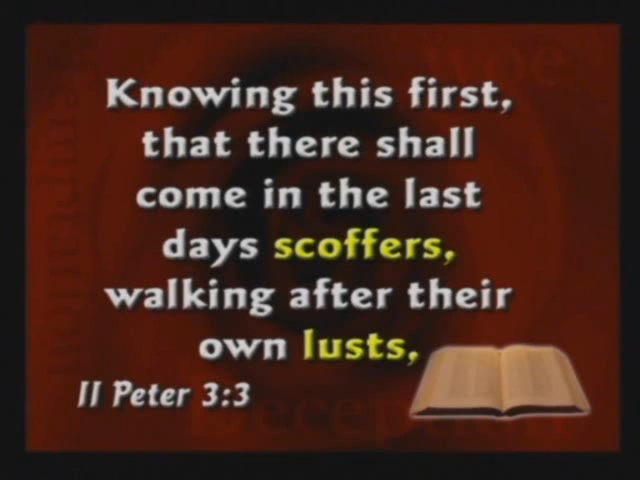 Knowing this first,
that there shall
come in the last
days scoffers,
walking after their
own lusts,
II Peter 3:3
Deception